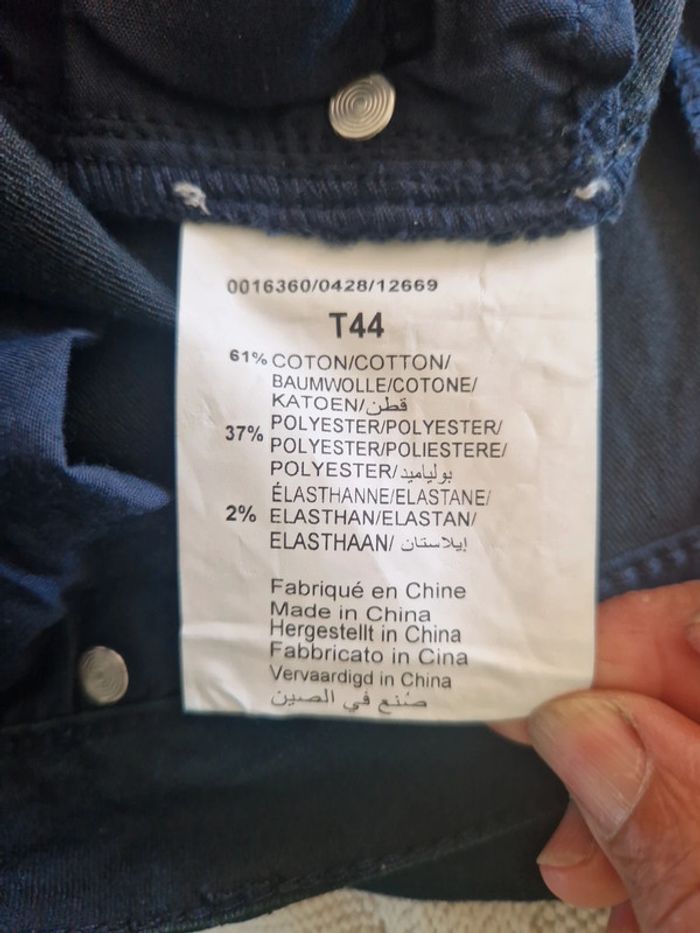 0016360/0428/12669
T44
61% COTON/COTTON/
BAUMWOLLE/COTONE/
KATOEN/قطن
37% POLYESTER/POLYESTER/
POLYESTER/POLIESTERE/
POLYESTER/بولياميد
ÉLASTHANNE/ELASTANE/
2% ELASTHAN/ELASTAN/
ELASTHAAN/ إيلاستان
Fabriqué en Chine
Made in China
Hergestellt in China
Fabbricato in Cina
Vervaardigd in China
صُنع في الصين